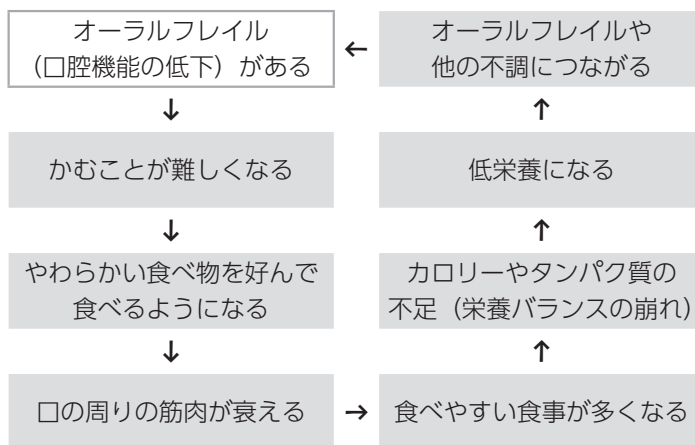 オーラルフレイル
（口腔機能の低下）がある
↓
かむことが難しくなる
↓
やわらかい食べ物を好んで
食べるようになる
↓
口の周りの筋肉が衰える
→
食べやすい食事が多くなる
↑
カロリーやタンパク質の
不足（栄養バランスの崩れ）
↑
低栄養になる
↑
オーラルフレイルや
他の不調につながる
←